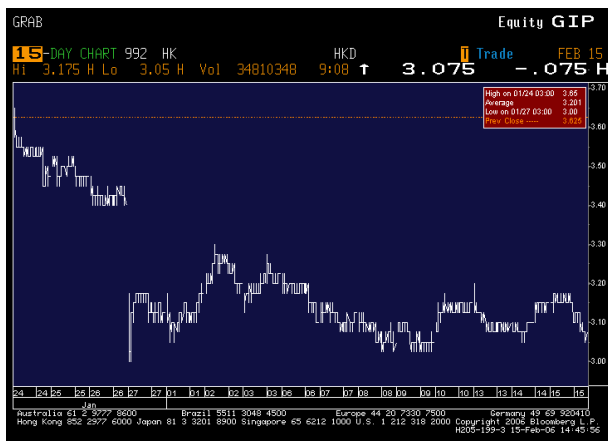 GRAB Equity GIP
15-DAY CHART 992 HK HKD T Trade FEB 15
Hi 3.175 H Lo 3.05 H Vol 34810348 9:08 ↑ 3.075 -.075 H
High on 01/24 03:00 3.65
Average 3.201
Low on 01/27 03:00 3.00
Prev Close ----- 3.625
3.70
3.60
3.50
3.40
3.30
3.20
3.10
3.00
24 24 25 25 26 26 27 27 01 01 02 02 03 03 06 06 07 07 08 08 09 09 10 10 13 13 14 14 15 15
Jan
Australia 61 2 9777 8600 Brazil 5511 3048 4500 Europe 44 20 7330 7500 Germany 49 69 920410
Hong Kong 852 2977 6000 Japan 81 3 3201 8900 Singapore 65 6212 1000 U.S. 1 212 318 2000 Copyright 2006 Bloomberg L.P.
H205-199-3 15-Feb-06 14:45:56